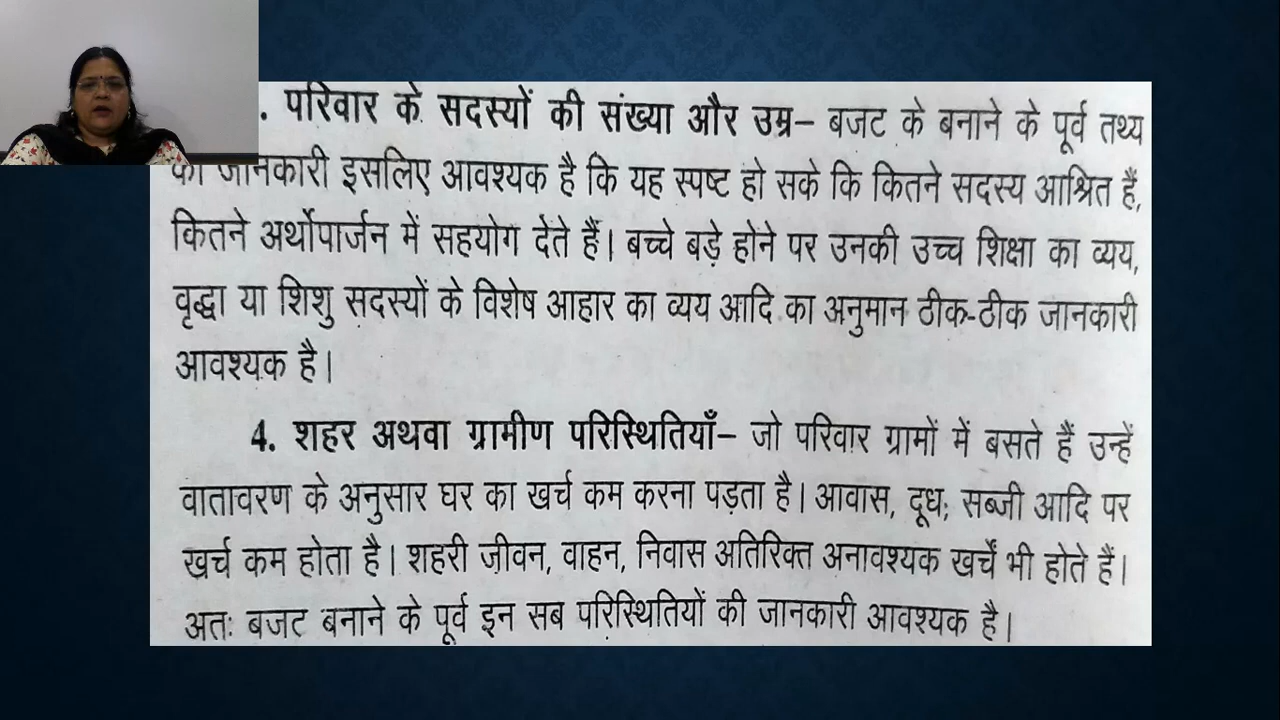 . परिवार के सदस्यों की संख्या और उम्र– बजट के बनाने के पूर्व तथ्य
की जानकारी इसलिए आवश्यक है कि यह स्पष्ट हो सके कि कितने सदस्य आश्रित हैं,
कितने अर्थोपार्जन में सहयोग देते हैं। बच्चे बड़े होने पर उनकी उच्च शिक्षा का व्यय,
वृद्धा या शिशु सदस्यों के विशेष आहार का व्यय आदि का अनुमान ठीक-ठीक जानकारी
आवश्यक है।
4. शहर अथवा ग्रामीण परिस्थितियाँ– जो परिवार ग्रामों में बसते हैं उन्हें
वातावरण के अनुसार घर का खर्च कम करना पड़ता है। आवास, दूध; सब्जी आदि पर
खर्च कम होता है। शहरी जीवन, वाहन, निवास अतिरिक्त अनावश्यक खर्चें भी होते हैं।
अतः बजट बनाने के पूर्व इन सब परिस्थितियों की जानकारी आवश्यक है।